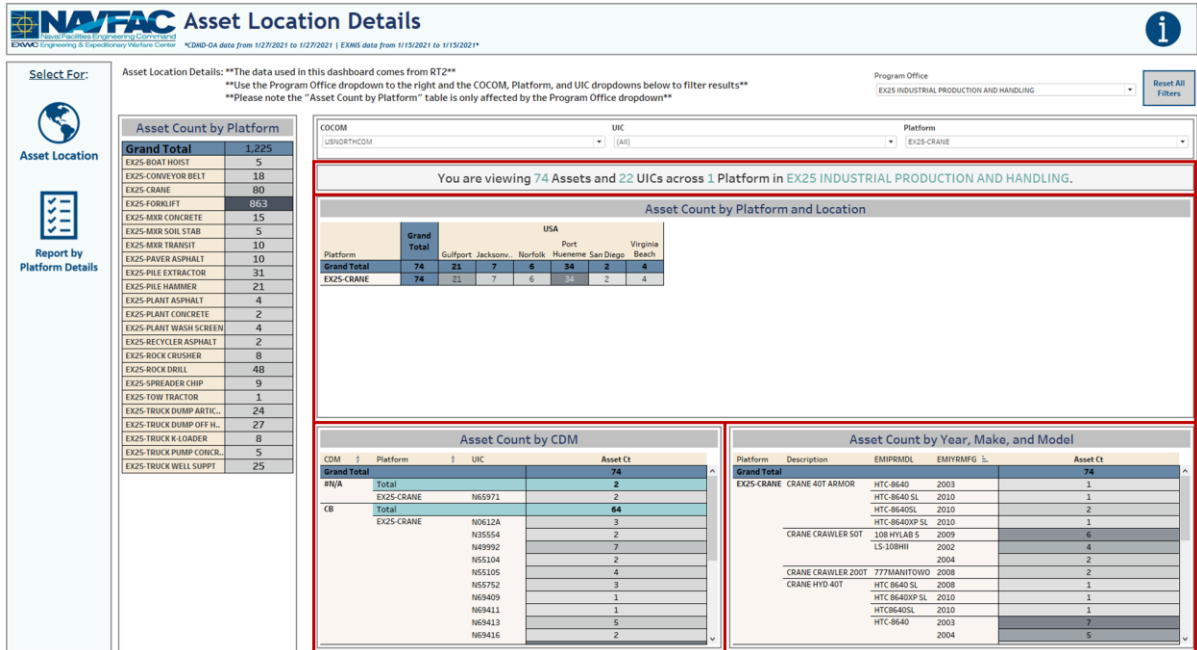 NAVFAC
Naval Facilities Engineering Command
EXWC Engineering & Expeditionary Warfare Center
Asset Location Details
*CDMD-OA data from 1/27/2021 to 1/27/2021 | EXMIS data from 1/15/2021 to 1/15/2021*
i
Select For:
Asset Location
Report by
Platform Details
Asset Location Details: **The data used in this dashboard comes from RT2**
**Use the Program Office dropdown to the right and the COCOM, Platform, and UIC dropdowns below to filter results**
**Please note the "Asset Count by Platform" table is only affected by the Program Office dropdown**
Program Office
EX25 INDUSTRIAL PRODUCTION AND HANDLING
Reset All
Filters
Asset Count by Platform
Grand Total 1,225
EX25-BOAT HOIST 5
EX25-CONVEYOR BELT 18
EX25-CRANE 80
EX25-FORKLIFT 863
EX25-MXR CONCRETE 15
EX25-MXR SOIL STAB 5
EX25-MXR TRANSIT 10
EX25-PAVER ASPHALT 10
EX25-PILE EXTRACTOR 31
EX25-PILE HAMMER 21
EX25-PLANT ASPHALT 4
EX25-PLANT CONCRETE 2
EX25-PLANT WASH SCREEN 4
EX25-RECYCLER ASPHALT 2
EX25-ROCK CRUSHER 8
EX25-ROCK DRILL 48
EX25-SPREADER CHIP 9
EX25-TOW TRACTOR 1
EX25-TRUCK DUMP ARTIC.. 24
EX25-TRUCK DUMP OFF H.. 27
EX25-TRUCK K-LOADER 8
EX25-TRUCK PUMP CONCR.. 5
EX25-TRUCK WELL SUPPT 25
COCOM UIC Platform
USNORTHCOM (All) EX25-CRANE
You are viewing 74 Assets and 22 UICs across 1 Platform in EX25 INDUSTRIAL PRODUCTION AND HANDLING.
Asset Count by Platform and Location
USA
Platform Grand Total Gulfport Jacksonv.. Norfolk Port Hueneme San Diego Virginia Beach
Grand Total 74 21 7 6 34 2 4
EX25-CRANE 74 21 7 6 34 2 4
Asset Count by CDM
CDM Platform UIC Asset Ct
Grand Total 74
#N/A Total 2
EX25-CRANE N65971 2
CB Total 64
EX25-CRANE N0612A 3
N35554 2
N49992 7
N55104 2
N55105 4
N55752 3
N69409 1
N69411 1
N69413 5
N69416 2
Asset Count by Year, Make, and Model
Platform Description EMIPRMDL EMIYRMFG Asset Ct
Grand Total 74
EX25-CRANE CRANE 40T ARMOR HTC-8640 2003 1
HTC-8640 SL 2010 1
HTC-8640SL 2010 2
HTC-8640XP SL 2010 1
CRANE CRAWLER 50T 108 HYLAB 5 2009 6
LS-108HII 2002 4
2004 2
CRANE CRAWLER 200T 777MANITOWO 2008 2
CRANE HYD 40T HTC 8640 SL 2008 1
HTC 8640XP SL 2010 1
HTC8640SL 2010 1
HTC-8640 2003 7
2004 5